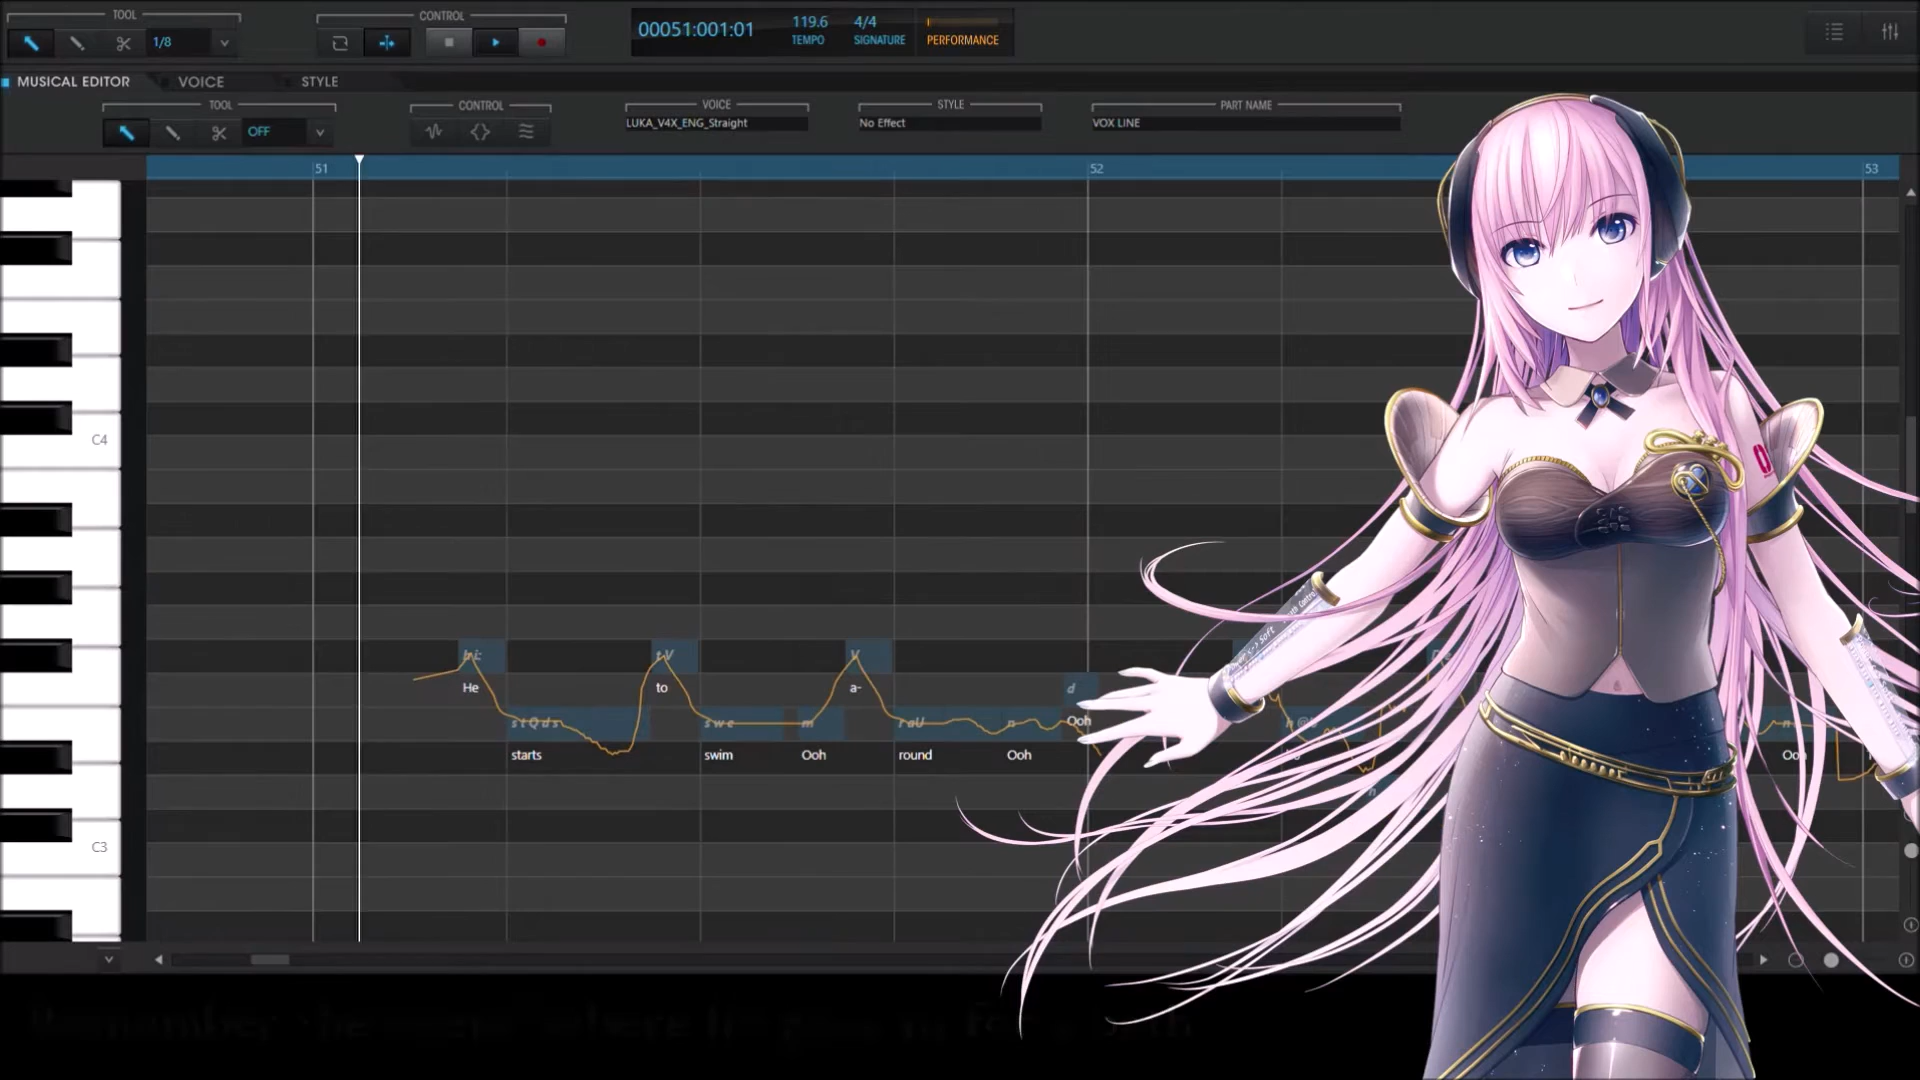 TOOL CONTROL
1/8
00051:001:01 119.6 4/4
TEMPO SIGNATURE PERFORMANCE
MUSICAL EDITOR VOICE STYLE
TOOL CONTROL VOICE STYLE PART NAME
OFF LUKA_V4X_ENG_Straight No Effect VOX LINE
51 52 53
C4
h i: t V V
He to a- d
s t Q d s s w e m r aU n Ooh n
starts swim Ooh round Ooh Ooh
C3